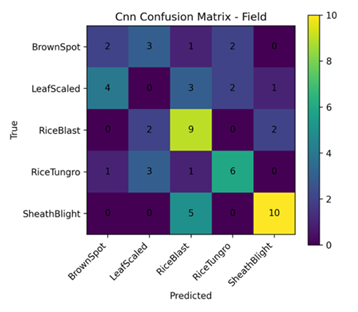 Cnn Confusion Matrix - Field
True
BrownSpot 2 3 1 2 0
LeafScaled 4 0 3 2 1
RiceBlast 0 2 9 0 2
RiceTungro 1 3 1 6 0
SheathBlight 0 0 5 0 10
BrownSpot LeafScaled RiceBlast RiceTungro SheathBlight
Predicted
10
8
6
4
2
0